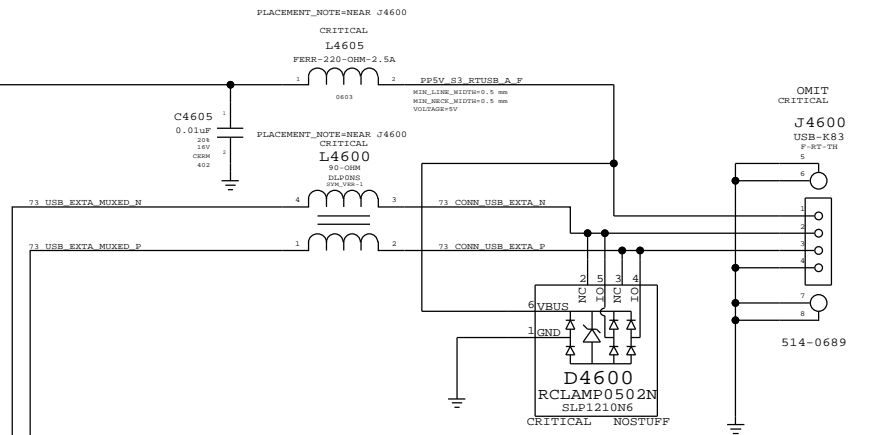 PLACEMENT_NOTE=NEAR J4600
CRITICAL
L4605
FERR-220-OHM-2.5A
1
2
PP5V_S3_RTUSB_A_F
0603
MIN_LINE_WIDTH=0.5 mm
MIN_NECK_WIDTH=0.5 mm
VOLTAGE=5V
C4605
0.01uF
20%
16V
CERM
402
1
2
PLACEMENT_NOTE=NEAR J4600
CRITICAL
L4600
90-OHM
DLP0NS
SYM_VER-1
73 USB_EXTA_MUXED_N
4
3
73 CONN_USB_EXTA_N
73 USB_EXTA_MUXED_P
1
2
73 CONN_USB_EXTA_P
OMIT
CRITICAL
J4600
USB-K83
F-RT-TH
5
6
1
2
3
4
7
8
514-0689
2 5 3 4
NC IO NC IO
6 VBUS
1 GND
D4600
RCLAMP0502N
SLP1210N6
CRITICAL NOSTUFF